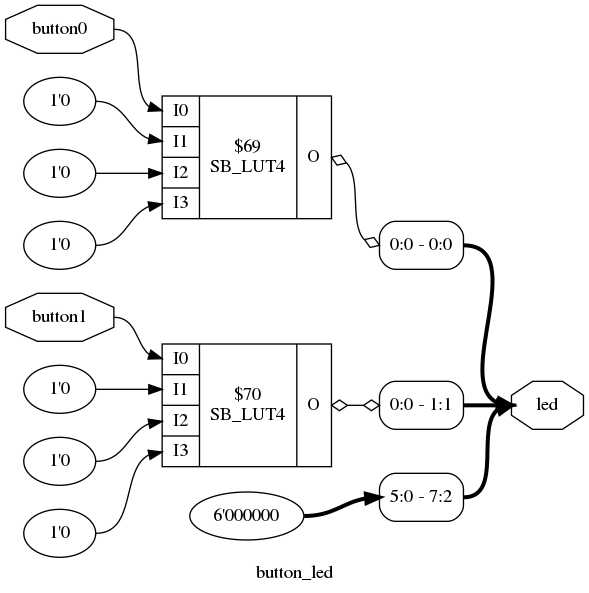 button0
1'0
1'0
1'0
I0
I1
I2
I3
$69
SB_LUT4
O
0:0 - 0:0
button1
1'0
1'0
1'0
I0
I1
I2
I3
$70
SB_LUT4
O
0:0 - 1:1
led
6'000000
5:0 - 7:2
button_led